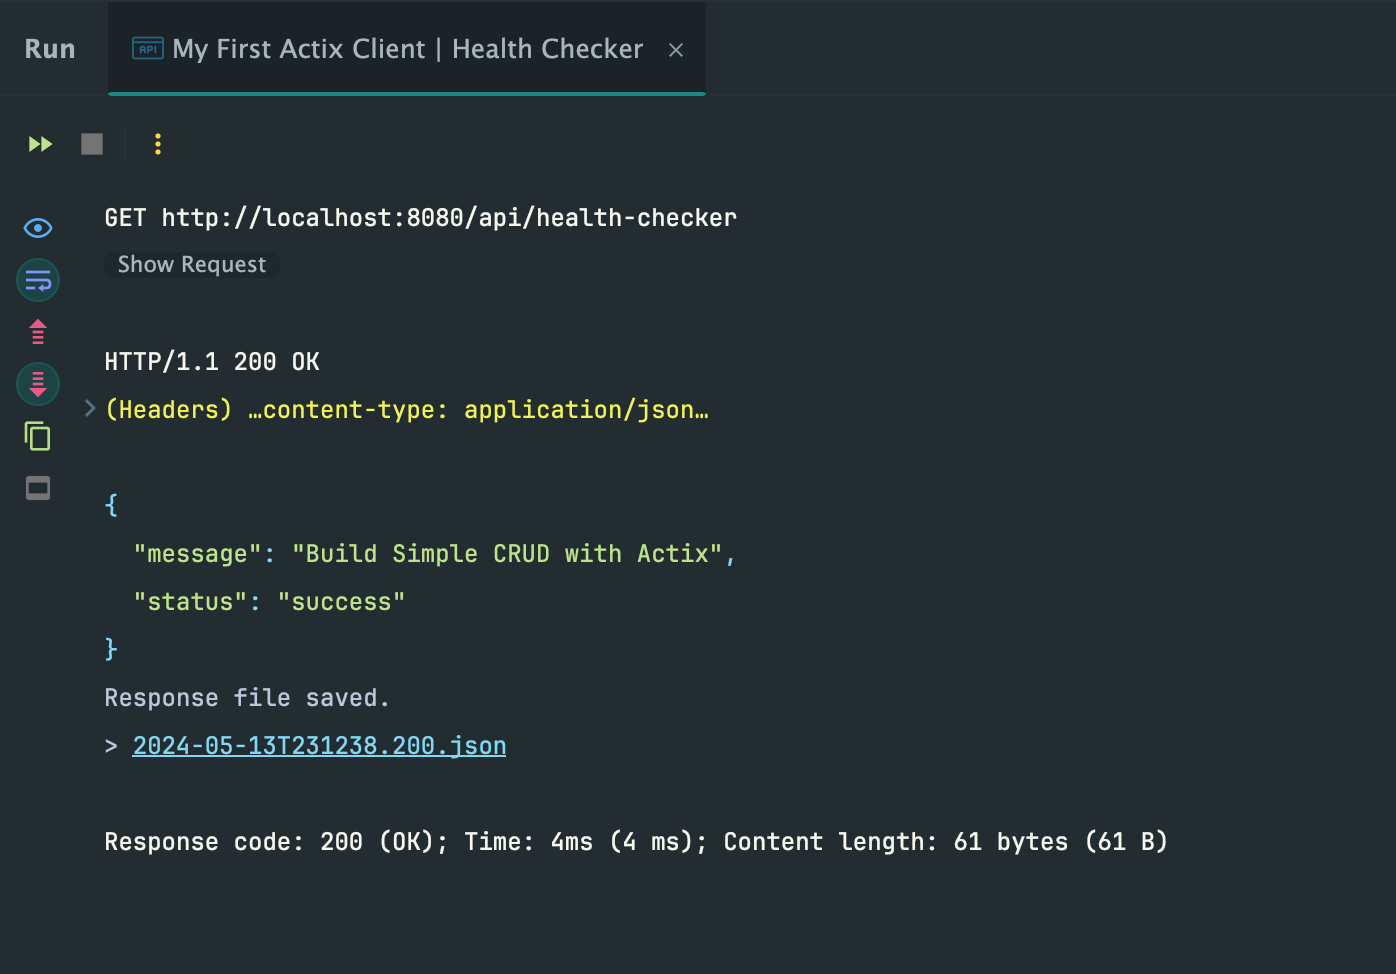 Run
API My First Actix Client | Health Checker
GET http://localhost:8080/api/health-checker
Show Request
HTTP/1.1 200 OK
(Headers) …content-type: application/json…
{
"message": "Build Simple CRUD with Actix",
"status": "success"
}
Response file saved.
> 2024-05-13T231238.200.json
Response code: 200 (OK); Time: 4ms (4 ms); Content length: 61 bytes (61 B)